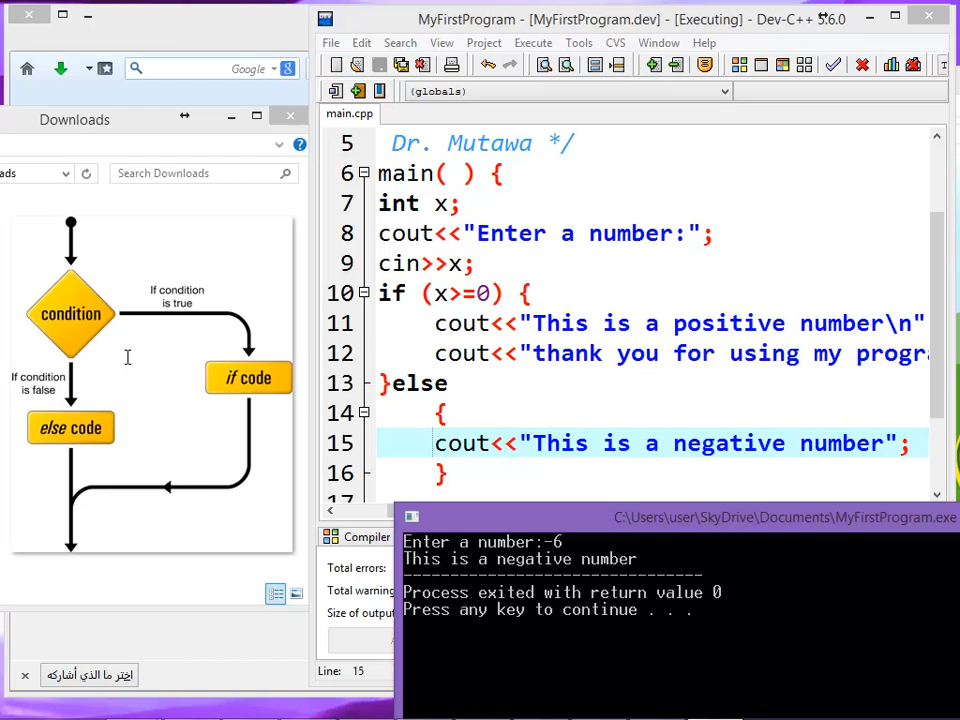 MyFirstProgram - [MyFirstProgram.dev] - [Executing] - Dev-C++ 5.6.0
File Edit Search View Project Execute Tools CVS Window Help
Google
(globals)
Downloads
main.cpp
ads
Search Downloads
5 Dr. Mutawa */
6 main( ) {
7 int x;
8 cout<<"Enter a number:";
9 cin>>x;
10 if (x>=0) {
11 cout<<"This is a positive number\n"
12 cout<<"thank you for using my progra
13 }else
14 {
15 cout<<"This is a negative number";
16 }
17
condition
If condition
is true
if code
If condition
is false
else code
Compiler
Total errors:
Total warning
Size of output
Line: 15
اختر ما الذي أشاركه
C:\Users\user\SkyDrive\Documents\MyFirstProgram.exe
Enter a number:-6
This is a negative number
--------------------------------
Process exited with return value 0
Press any key to continue . . .